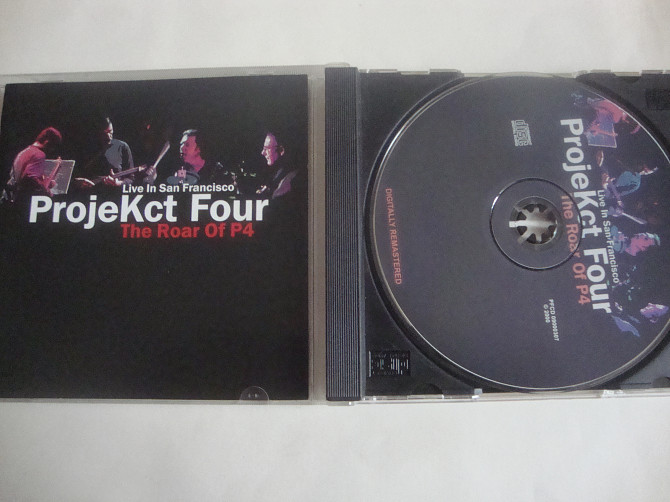 Live In San Francisco
ProjeKct Four
The Roar Of P4
Live In San Francisco
ProjeKct Four
The Roar Of P4
DIGITALLY REMASTERED